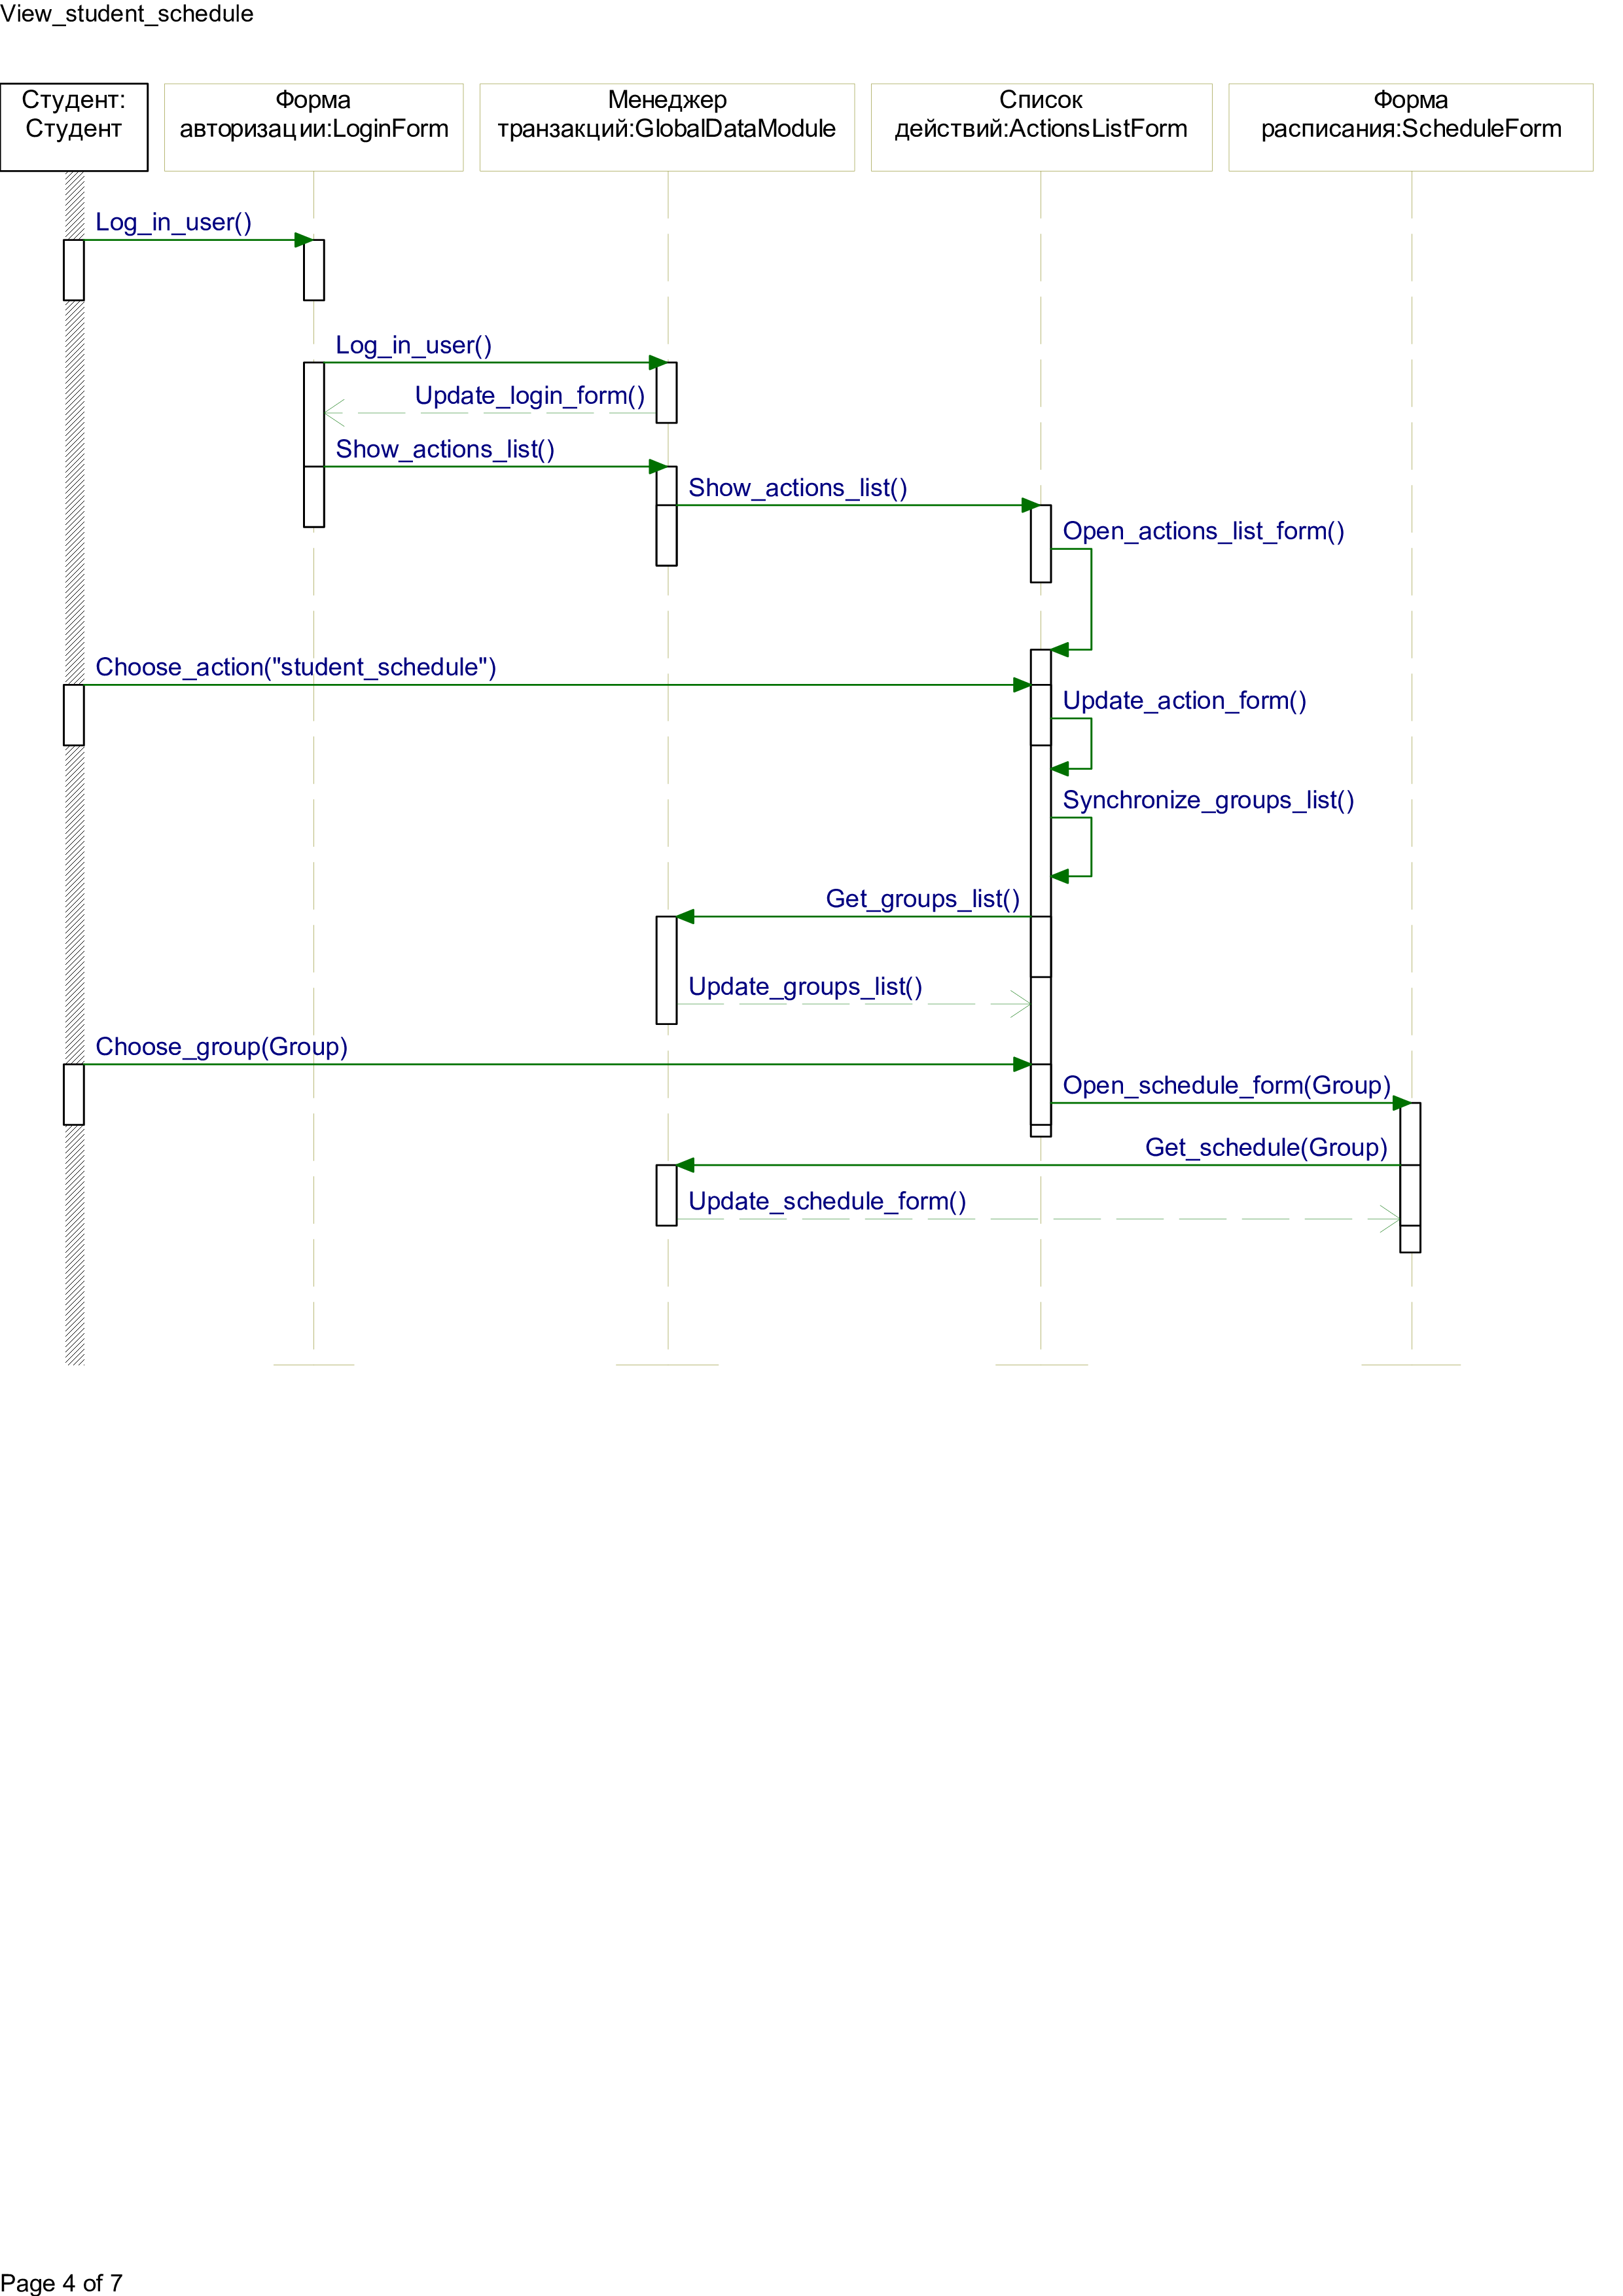 View_student_schedule
Студент:
Студент
Форма
авторизации:LoginForm
Менеджер
транзакций:GlobalDataModule
Список
действий:ActionsListForm
Форма
расписания:ScheduleForm
Log_in_user()
Log_in_user()
Update_login_form()
Show_actions_list()
Show_actions_list()
Open_actions_list_form()
Choose_action("student_schedule")
Update_action_form()
Synchronize_groups_list()
Get_groups_list()
Update_groups_list()
Choose_group(Group)
Open_schedule_form(Group)
Get_schedule(Group)
Update_schedule_form()
Page 4 of 7